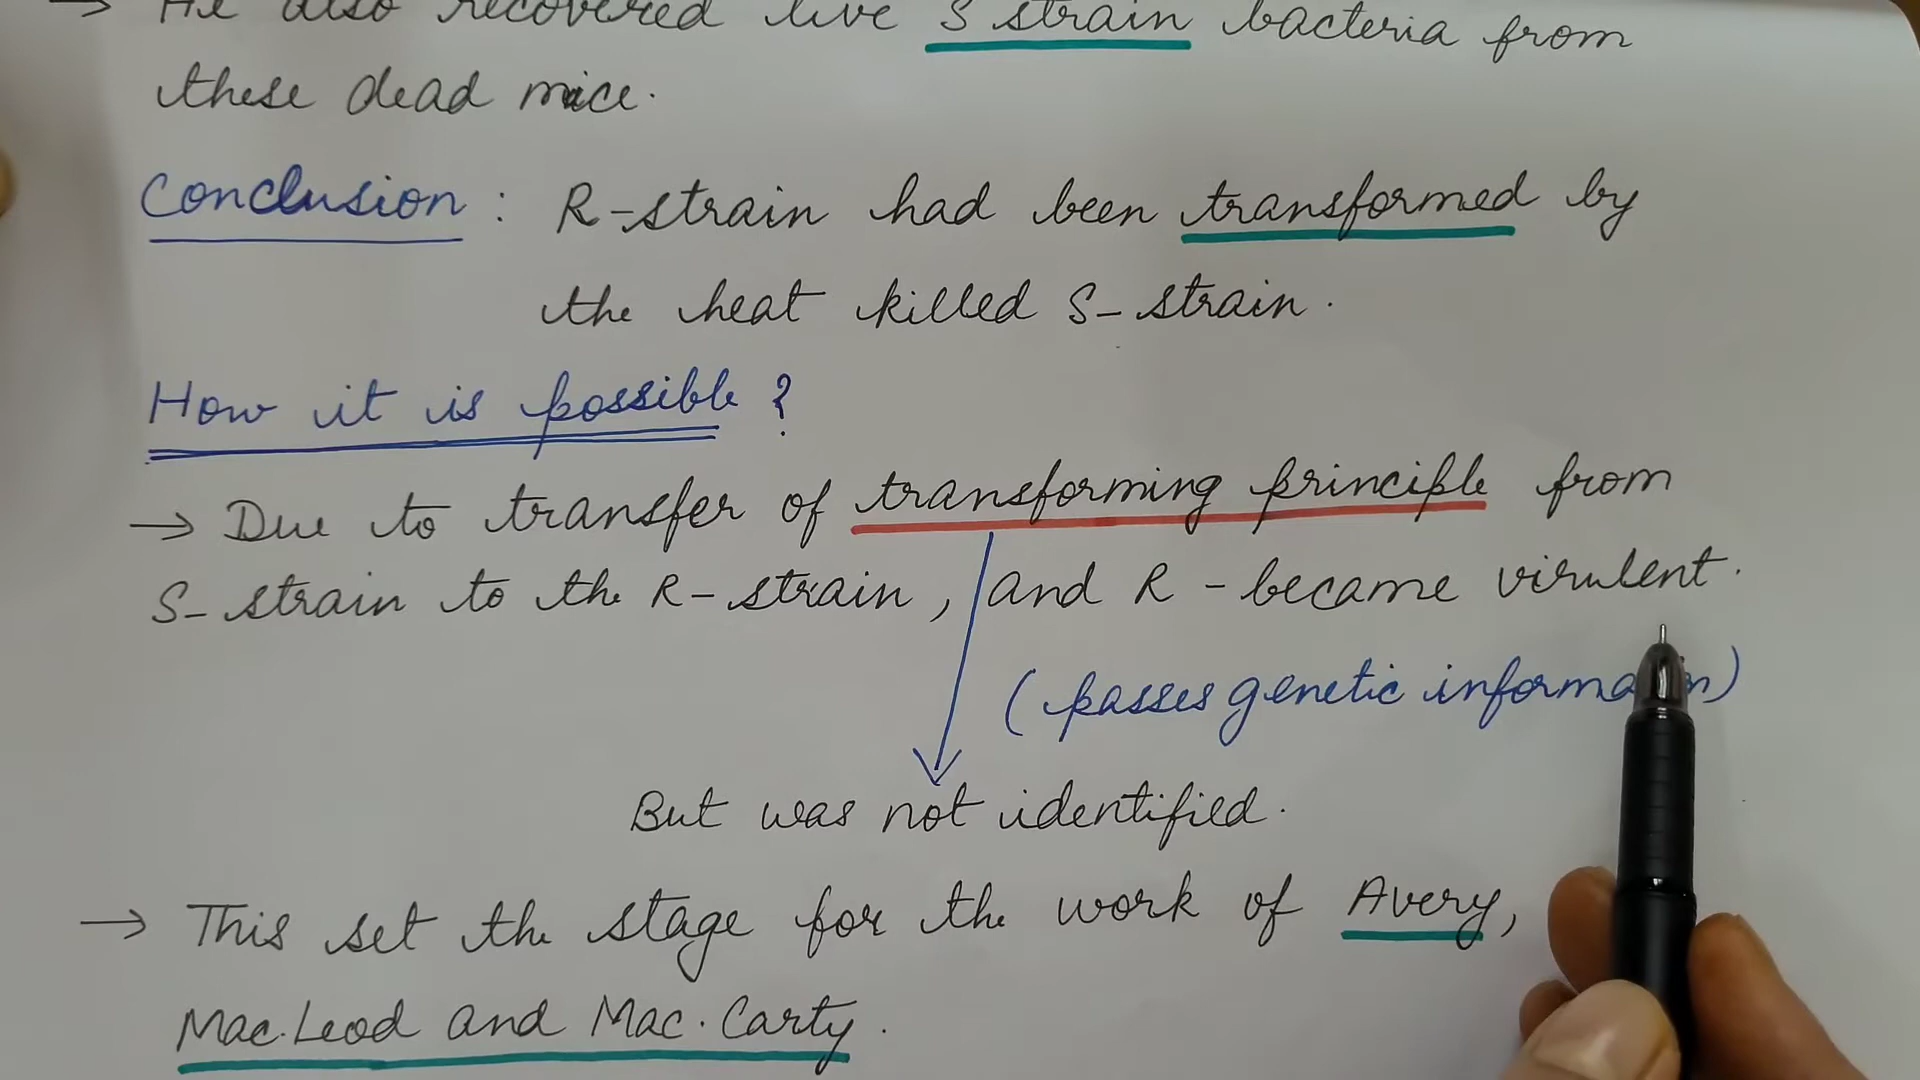 → He also recovered live S strain bacteria from
these dead mice.
Conclusion : R-strain had been transformed by
the heat killed S-strain.
How it is possible ?
→ Due to transfer of transforming principle from
S-strain to the R-strain, and R-became virulent.
(passes genetic information)
But was not identified.
→ This set the stage for the work of Avery,
Mac.Leod and Mac.Carty.